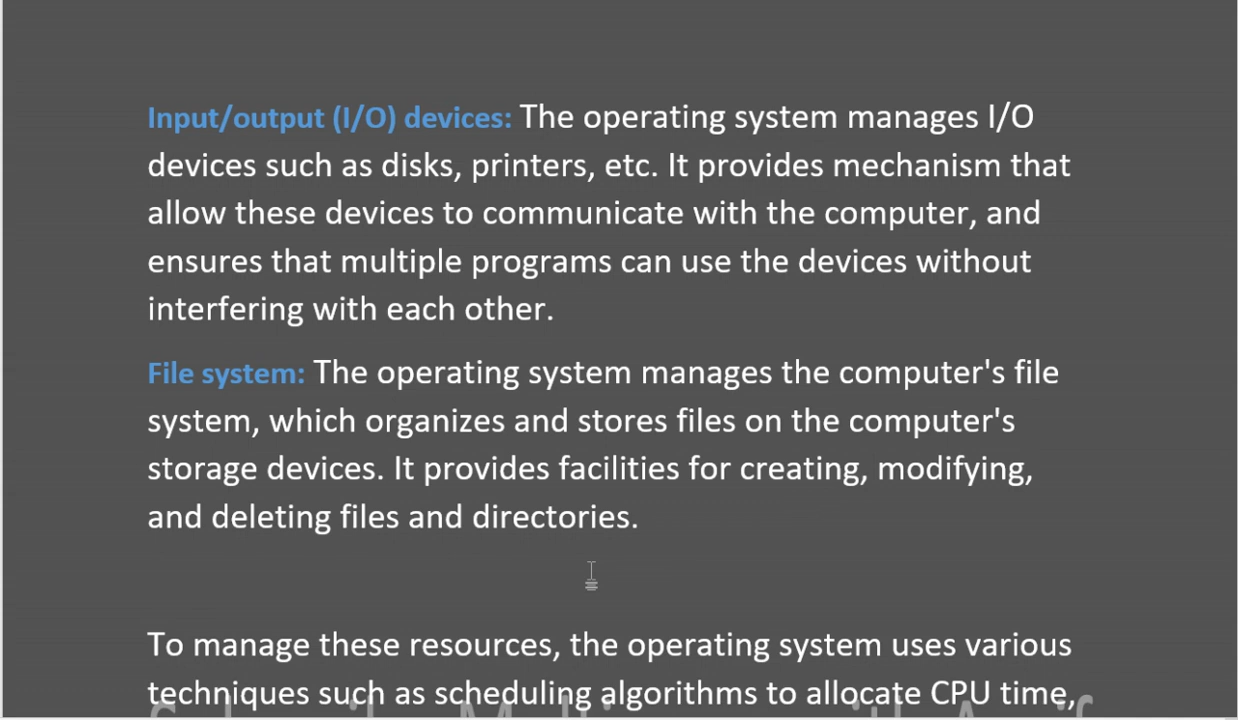 Input/output (I/O) devices: The operating system manages I/O
devices such as disks, printers, etc. It provides mechanism that
allow these devices to communicate with the computer, and
ensures that multiple programs can use the devices without
interfering with each other.
File system: The operating system manages the computer's file
system, which organizes and stores files on the computer's
storage devices. It provides facilities for creating, modifying,
and deleting files and directories.
To manage these resources, the operating system uses various
techniques such as scheduling algorithms to allocate CPU time,